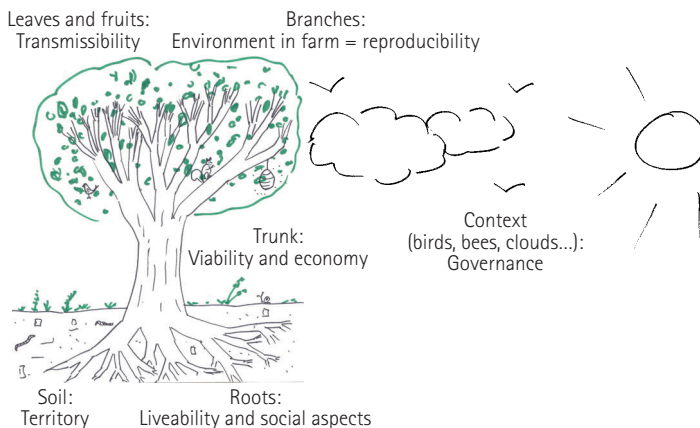 Leaves and fruits:
Transmissibility
Branches:
Environment in farm = reproducibility
Trunk:
Viability and economy
Context
(birds, bees, clouds...):
Governance
Soil:
Territory
Roots:
Liveability and social aspects